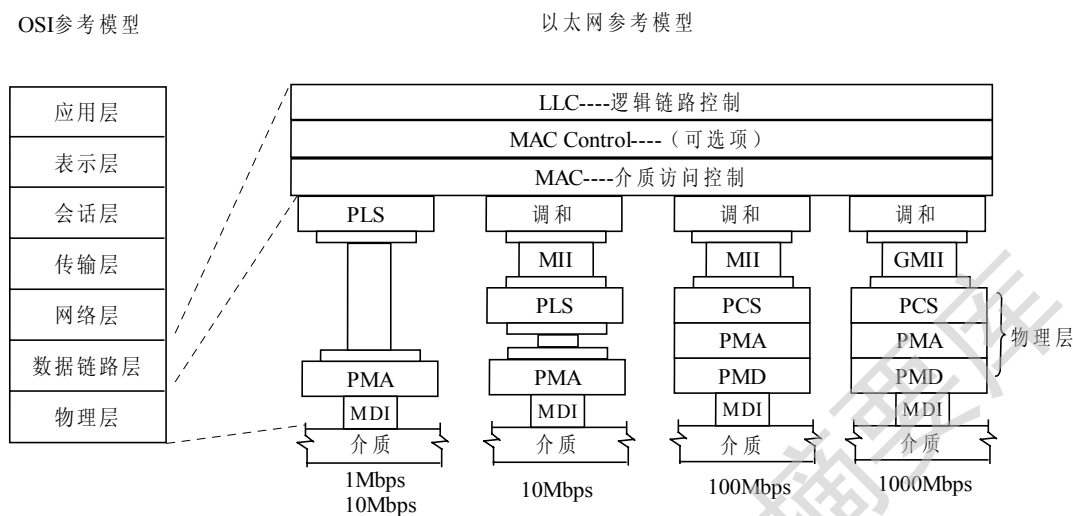 OSI参考模型
以太网参考模型
应用层
表示层
会话层
传输层
网络层
数据链路层
物理层
LLC----逻辑链路控制
MAC Control----（可选项）
MAC----介质访问控制
PLS
PMA
MDI
介质
1Mbps
10Mbps
调和
MII
PLS
PMA
MDI
介质
10Mbps
调和
MII
PCS
PMA
PMD
MDI
介质
100Mbps
调和
GMII
PCS
PMA
PMD
MDI
介质
1000Mbps
物理层
摘要库